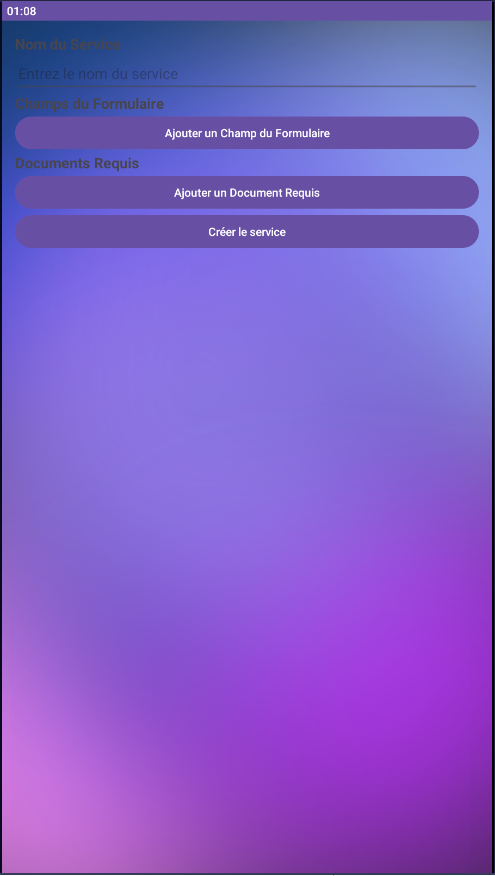 01:08
Nom du Service
Entrez le nom du service
Champs du Formulaire
Ajouter un Champ du Formulaire
Documents Requis
Ajouter un Document Requis
Créer le service